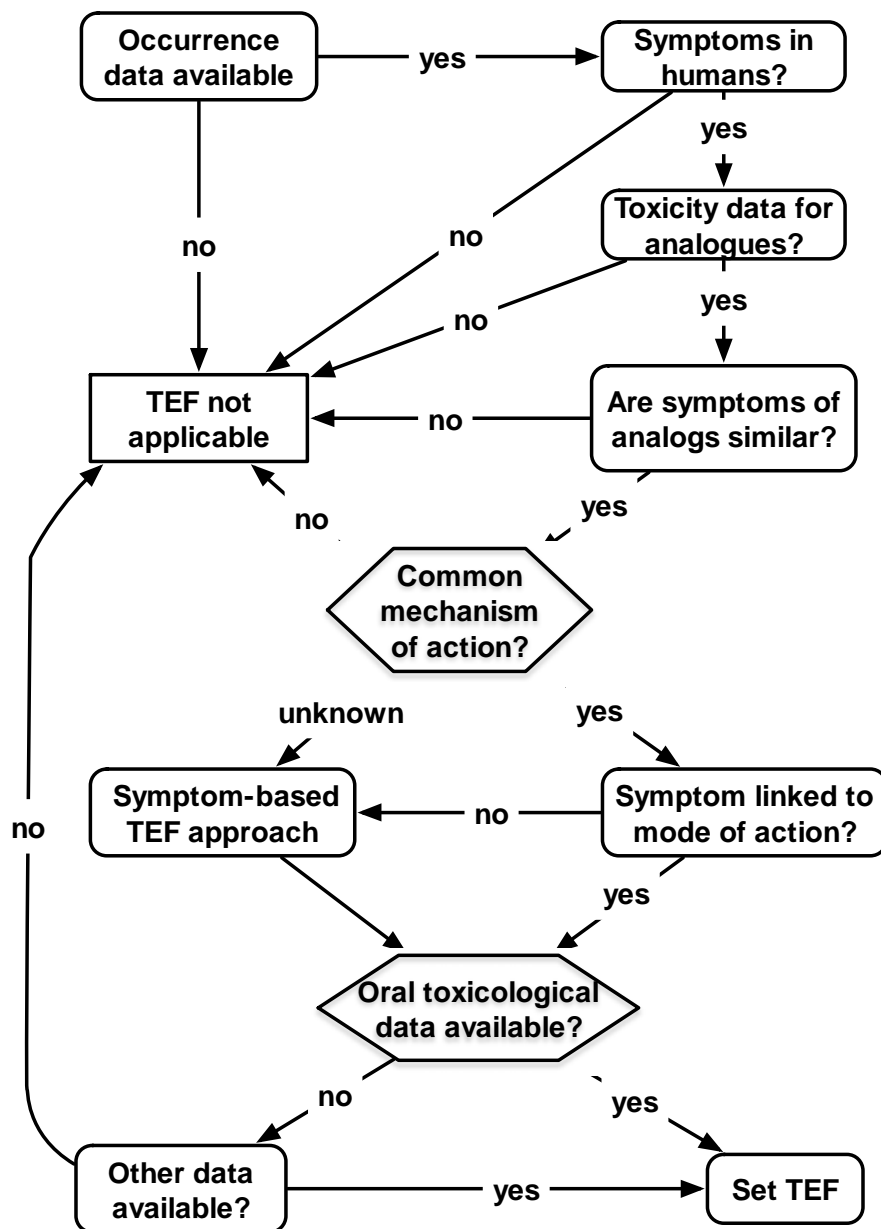 Occurrence
data available
yes
Symptoms in
humans?
yes
no
Toxicity data for
analogues?
no
yes
no
TEF not
applicable
no
Are symptoms of
analogs similar?
no
yes
Common
mechanism
of action?
unknown
yes
Symptom-based
TEF approach
no
Symptom linked to
mode of action?
no
yes
Oral toxicological
data available?
no
yes
Other data
available?
yes
Set TEF